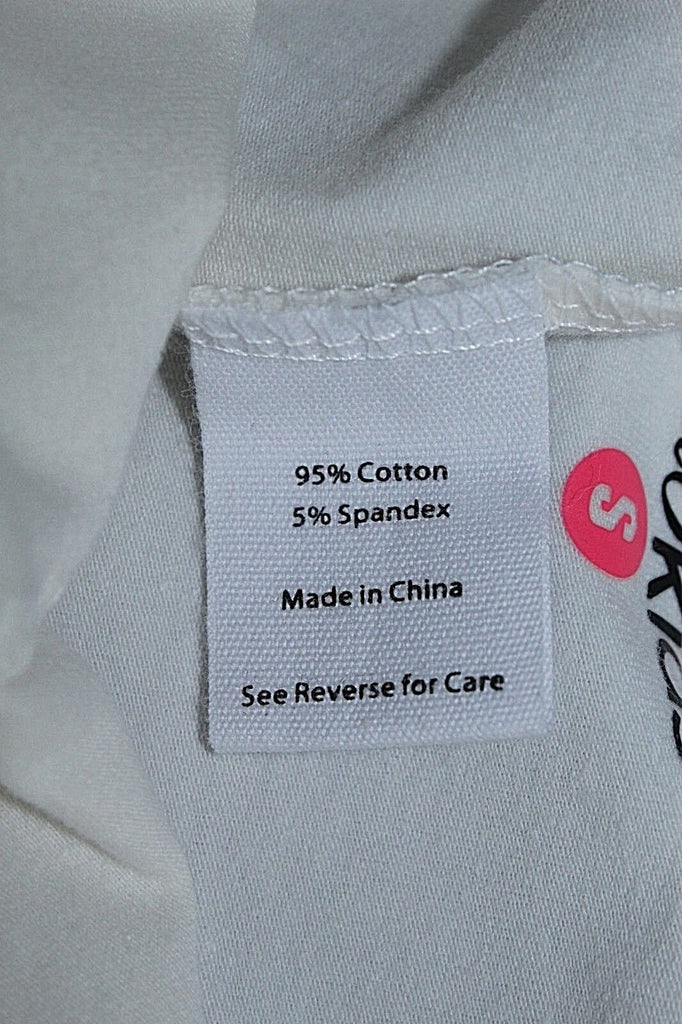 95% Cotton
5% Spandex
Made in China
See Reverse for Care
S